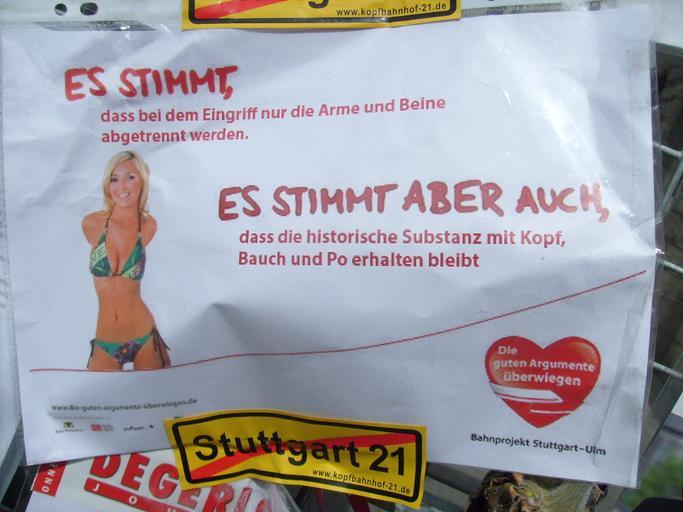 www.kopfbahnhof-21.de
ES STIMMT,
dass bei dem Eingriff nur die Arme und Beine
abgetrennt werden.
ES STIMMT ABER AUCH,
dass die historische Substanz mit Kopf,
Bauch und Po erhalten bleibt
Die
guten Argumente
überwiegen
www.die-guten-argumente-überwiegen.de
Bahnprojekt Stuttgart–Ulm
Stuttgart 21
www.kopfbahnhof-21.de